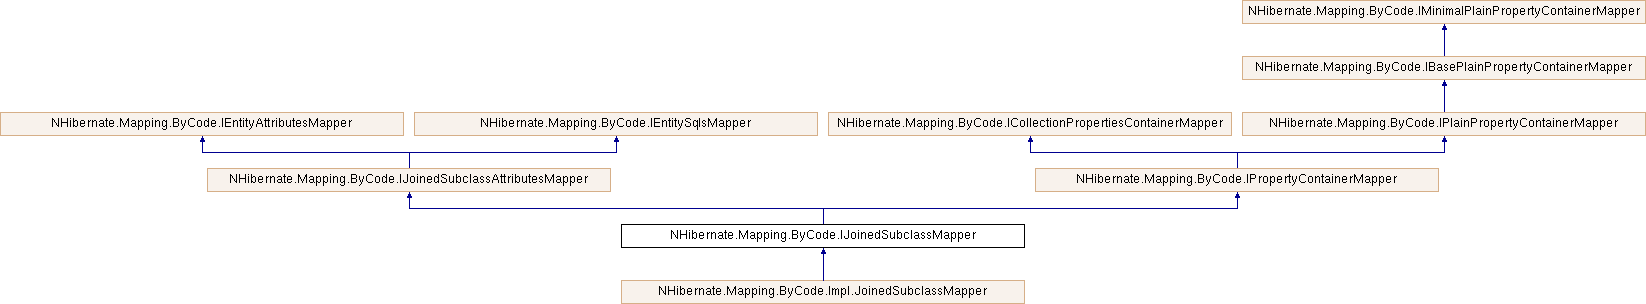 NHibernate.Mapping.ByCode.IMinimalPlainPropertyContainerMapper
NHibernate.Mapping.ByCode.IBasePlainPropertyContainerMapper
NHibernate.Mapping.ByCode.IEntityAttributesMapper
NHibernate.Mapping.ByCode.IEntitySqlsMapper
NHibernate.Mapping.ByCode.ICollectionPropertiesContainerMapper
NHibernate.Mapping.ByCode.IPlainPropertyContainerMapper
NHibernate.Mapping.ByCode.IJoinedSubclassAttributesMapper
NHibernate.Mapping.ByCode.IPropertyContainerMapper
NHibernate.Mapping.ByCode.IJoinedSubclassMapper
NHibernate.Mapping.ByCode.Impl.JoinedSubclassMapper